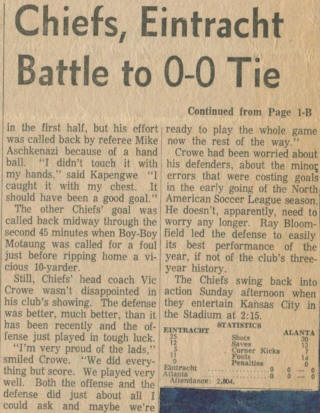 Chiefs, Eintracht
Battle to 0-0 Tie
Continued from Page 1-B
in the first half, but his effort
was called back by referee Mike
Aschkenazi because of a hand
ball. "I didn't touch it with
my hands," said Kapengwe "I
caught it with my chest. It
should have been a good goal."
The other Chiefs' goal was
called back midway through the
second 45 minutes when Boy-Boy
Motaung was called for a foul
just before ripping home a vi-
cious 10-yarder.
Still, Chiefs' head coach Vic
Crowe wasn't disappointed in
his club's showing. The defense
was better, much better, than it
has been recently and the of-
fense just played in tough luck.
"I'm very proud of the lads,"
smiled Crowe. "We did every-
thing but score. We played very
well. Both the offense and the
defense did just about all I
could ask and maybe we're
ready to play the whole game
now the rest of the way."
Crowe had been worried about
his defenders, about the minor
errors that were costing goals
in the early going of the North
American Soccer League season.
He doesn't, apparently, need to
worry any longer. Ray Bloom-
field led the defense to easily
its best performance of the
year, if not of the club's three-
year history.
The Chiefs swing back into
action Sunday afternoon when
they entertain Kansas City in
the Stadium at 2:15.
STATISTICS
EINTRACHT ALANTA
Shots 20
12 Saves
Corner Kicks
11 Fouls
0 Penalties
Eintracht 0 0 — 0
Atlanta 0 0 — 0
Attendance: 2,804.